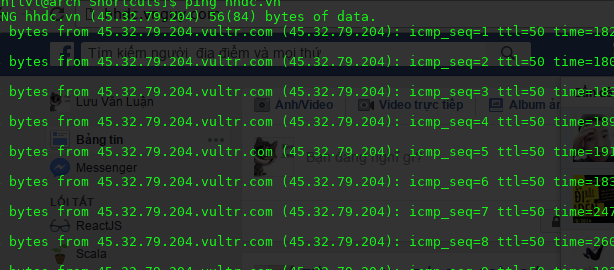 n[lvl@arch Shortcuts]s ping hhdc.vn
NG hhdc.vn (45.32.79.204) 56(84) bytes of data.
bytes from 45.32.79.204.vultr.com (45.32.79.204): icmp_seq=1 ttl=50 time=182
Tìm kiếm người, địa điểm và mọi thứ
bytes from 45.32.79.204.vultr.com (45.32.79.204): icmp_seq=2 ttl=50 time=180
bytes from 45.32.79.204.vultr.com (45.32.79.204): icmp_seq=3 ttl=50 time=183
Lưu Văn Luận
Ảnh/Video
Video trực tiếp
Album ản
bytes from 45.32.79.204.vultr.com (45.32.79.204): icmp_seq=4 ttl=50 time=189
Bảng tin
bytes from 45.32.79.204.vultr.com (45.32.79.204): icmp_seq=5 ttl=50 time=191
Messenger
bytes from 45.32.79.204.vultr.com (45.32.79.204): icmp_seq=6 ttl=50 time=183
LỐI TẮT
bytes from 45.32.79.204.vultr.com (45.32.79.204): icmp_seq=7 ttl=50 time=247
ReactJS
bytes from 45.32.79.204.vultr.com (45.32.79.204): icmp_seq=8 ttl=50 time=260
Scala